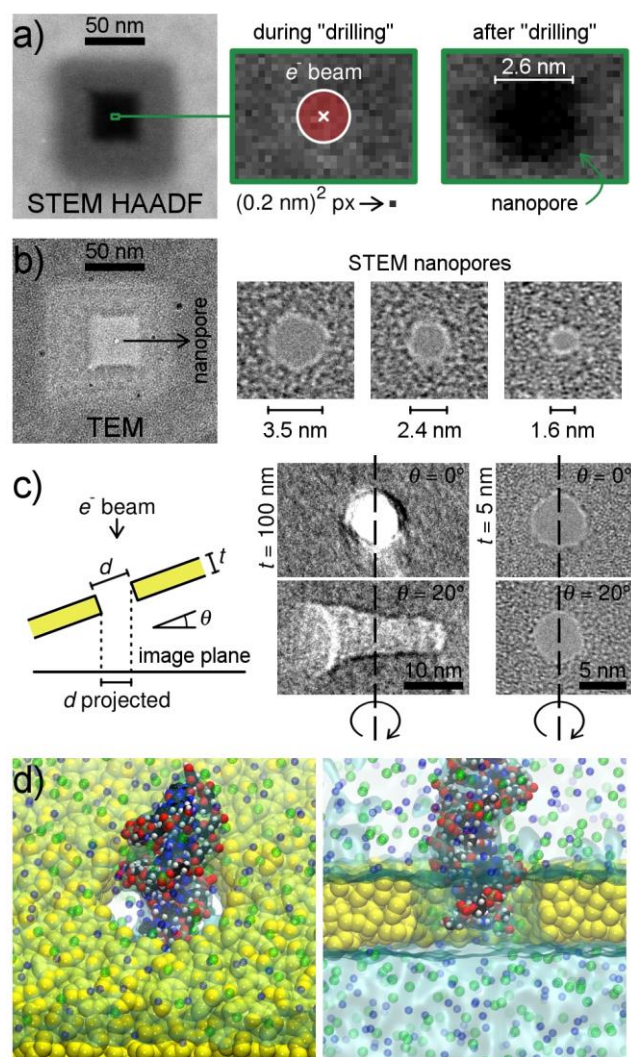 a)
50 nm
STEM HAADF
during "drilling"
e⁻ beam
(0.2 nm)² px
after "drilling"
2.6 nm
nanopore
b)
50 nm
nanopore
TEM
STEM nanopores
3.5 nm
2.4 nm
1.6 nm
c)
e⁻ beam
d
t
θ
image plane
d projected
t = 100 nm
θ = 0°
θ = 20°
10 nm
t = 5 nm
θ = 0°
θ = 20°
5 nm
d)